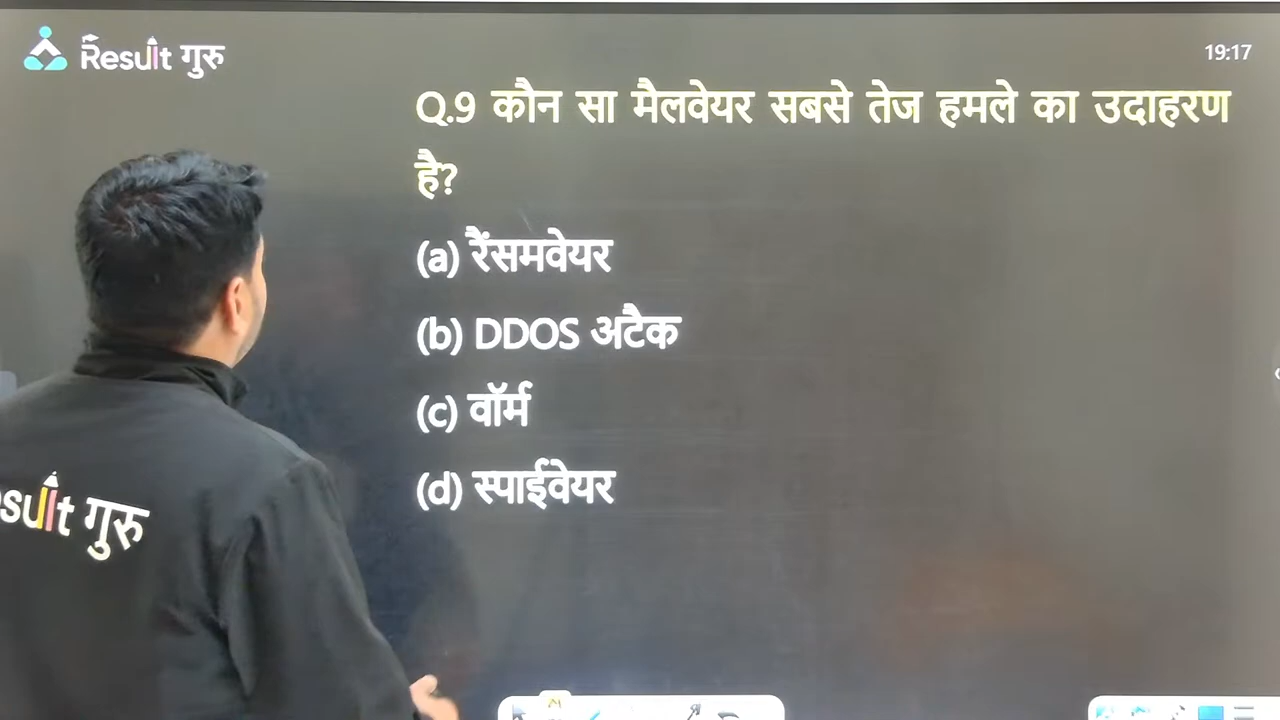 Result गुरु
19:17
Q.9 कौन सा मैलवेयर सबसे तेज हमले का उदाहरण
है?
(a) रैंसमवेयर
(b) DDOS अटैक
(c) वॉर्म
(d) स्पाईवेयर
sult गुरु